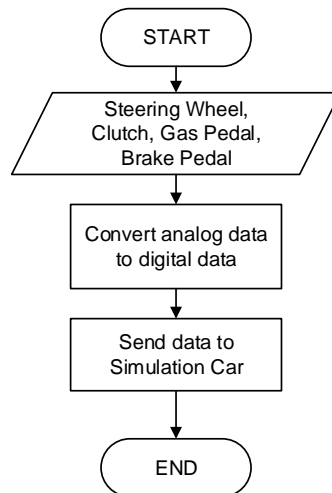 START
Steering Wheel,
Clutch, Gas Pedal,
Brake Pedal
Convert analog data
to digital data
Send data to
Simulation Car
END